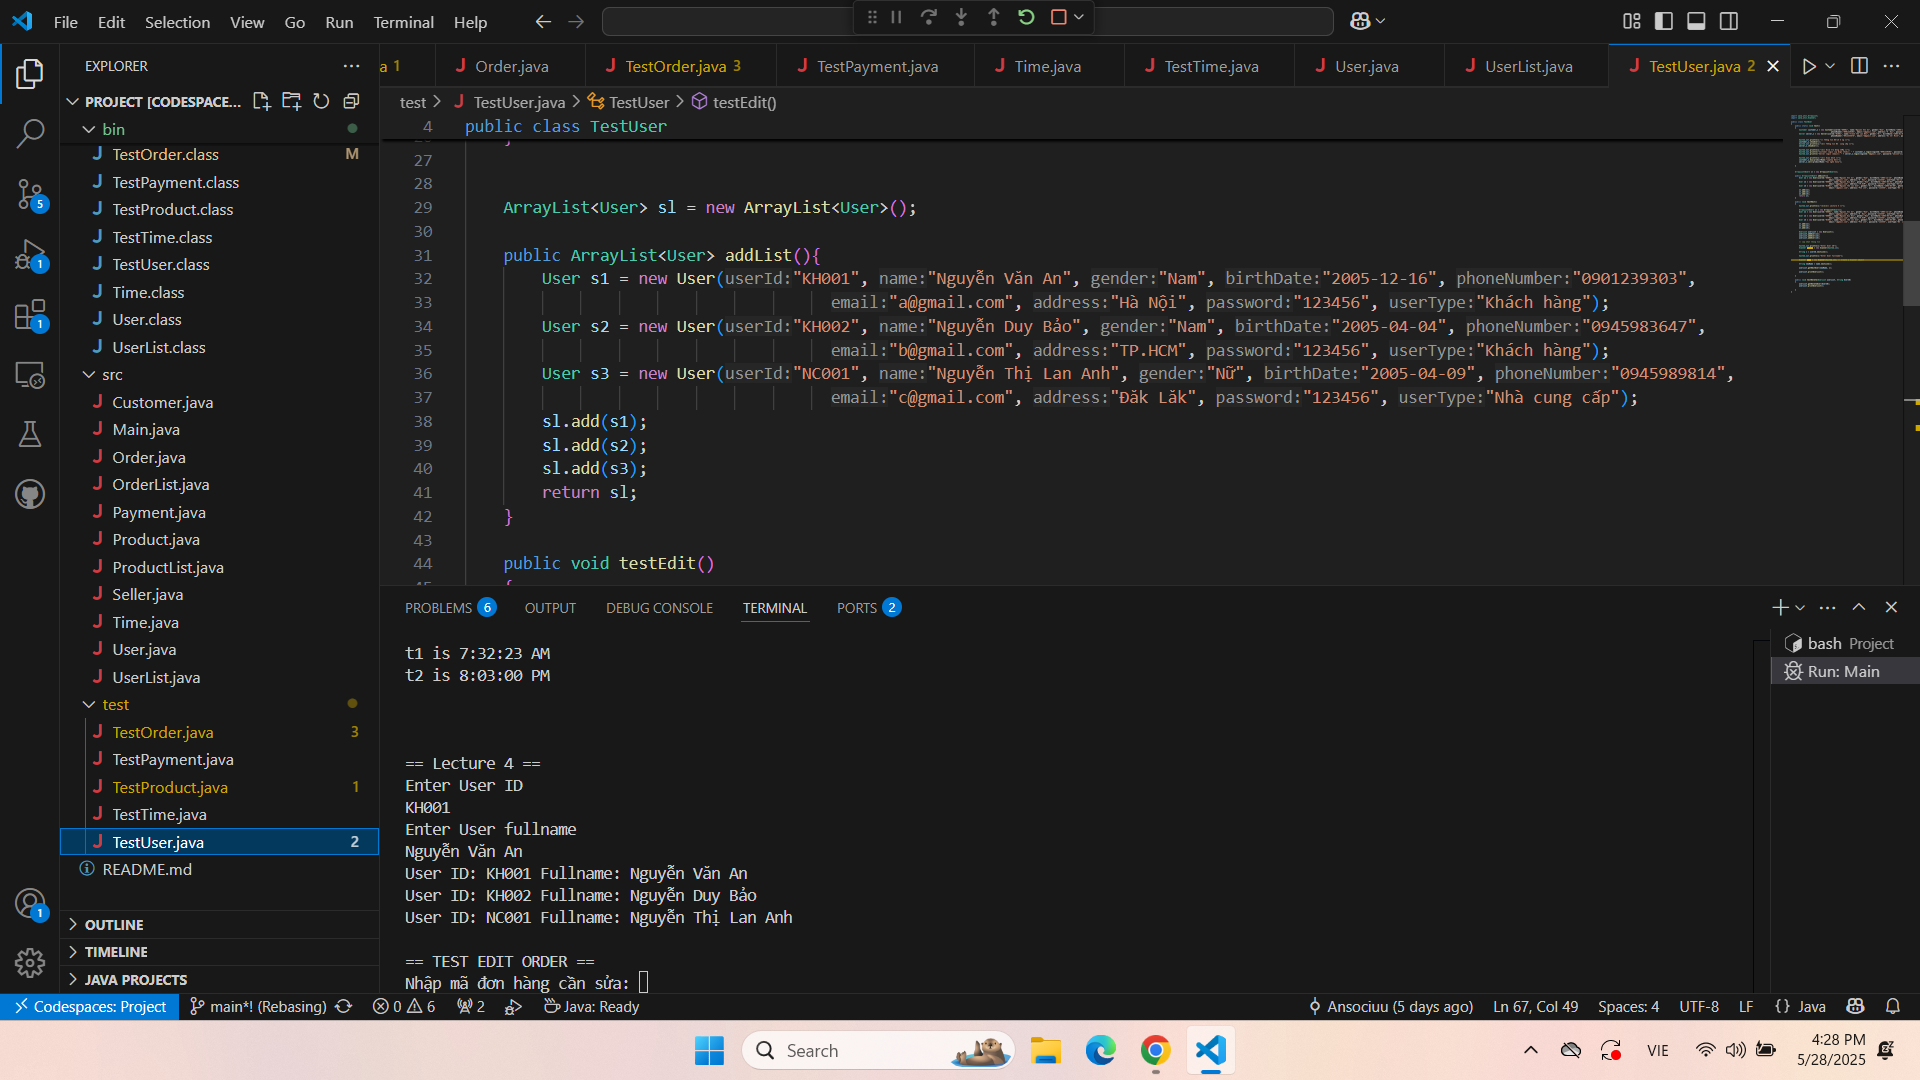 File Edit Selection View Go Run Terminal Help
EXPLORER
PROJECT [CODESPACE...
bin
TestOrder.class M
TestPayment.class
TestProduct.class
TestTime.class
TestUser.class
Time.class
User.class
UserList.class
src
Customer.java
Main.java
Order.java
OrderList.java
Payment.java
Product.java
ProductList.java
Seller.java
Time.java
User.java
UserList.java
test
TestOrder.java 3
TestPayment.java
TestProduct.java 1
TestTime.java
TestUser.java 2
README.md
OUTLINE
TIMELINE
JAVA PROJECTS
5
1
1
1
a 1 Order.java TestOrder.java 3 TestPayment.java Time.java TestTime.java User.java UserList.java TestUser.java 2
test > TestUser.java > TestUser > testEdit()
4 public class TestUser
27
28
29 ArrayList<User> sl = new ArrayList<User>();
30
31 public ArrayList<User> addList(){
32 User s1 = new User(userId:"KH001", name:"Nguyễn Văn An", gender:"Nam", birthDate:"2005-12-16", phoneNumber:"0901239303",
33 email:"a@gmail.com", address:"Hà Nội", password:"123456", userType:"Khách hàng");
34 User s2 = new User(userId:"KH002", name:"Nguyễn Duy Bảo", gender:"Nam", birthDate:"2005-04-04", phoneNumber:"0945983647",
35 email:"b@gmail.com", address:"TP.HCM", password:"123456", userType:"Khách hàng");
36 User s3 = new User(userId:"NC001", name:"Nguyễn Thị Lan Anh", gender:"Nữ", birthDate:"2005-04-09", phoneNumber:"0945989814",
37 email:"c@gmail.com", address:"Đăk Lăk", password:"123456", userType:"Nhà cung cấp");
38 sl.add(s1);
39 sl.add(s2);
40 sl.add(s3);
41 return sl;
42 }
43
44 public void testEdit()
PROBLEMS 6 OUTPUT DEBUG CONSOLE TERMINAL PORTS 2
t1 is 7:32:23 AM
t2 is 8:03:00 PM
== Lecture 4 ==
Enter User ID
KH001
Enter User fullname
Nguyễn Văn An
User ID: KH001 Fullname: Nguyễn Văn An
User ID: KH002 Fullname: Nguyễn Duy Bảo
User ID: NC001 Fullname: Nguyễn Thị Lan Anh
== TEST EDIT ORDER ==
Nhập mã đơn hàng cần sửa:
bash Project
Run: Main
Codespaces: Project main*! (Rebasing) 0 6 2 Java: Ready Ansociuu (5 days ago) Ln 67, Col 49 Spaces: 4 UTF-8 LF {} Java
Search
VIE
4:28 PM
5/28/2025